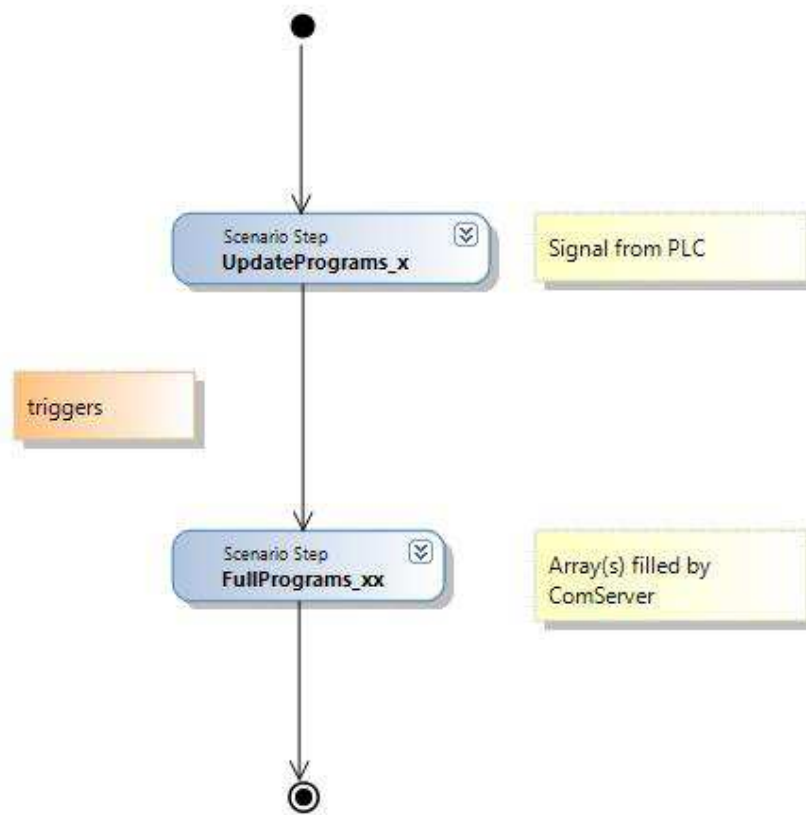 Scenario Step
UpdatePrograms_x
Signal from PLC
triggers
Scenario Step
FullPrograms_xx
Array(s) filled by
ComServer